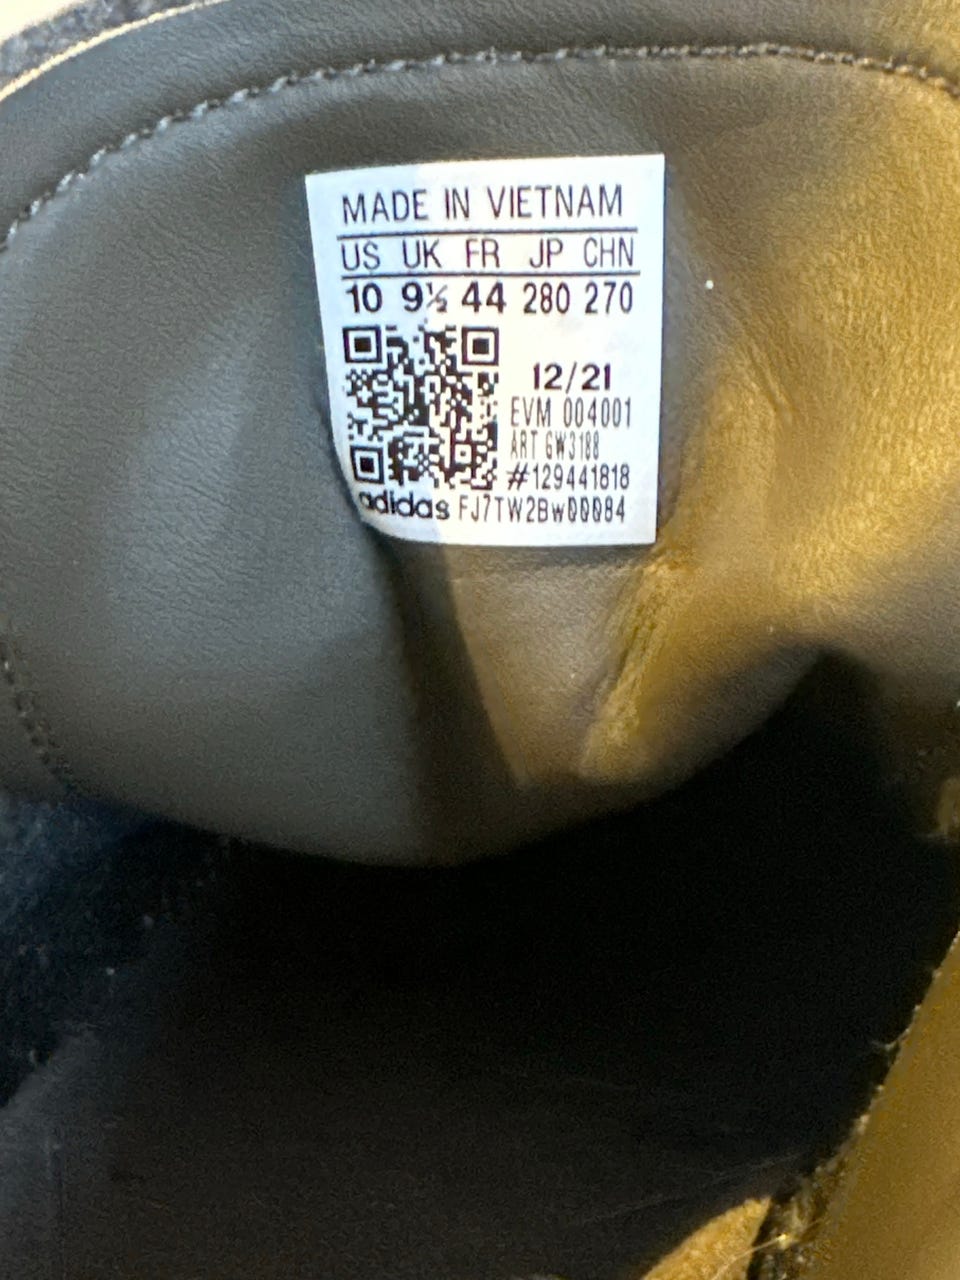 MADE IN VIETNAM
US UK FR JP CHN
10 9½ 44 280 270
12/21
EVM 004001
ART GW3188
#129441818
adidas FJ7TW2Bw00084